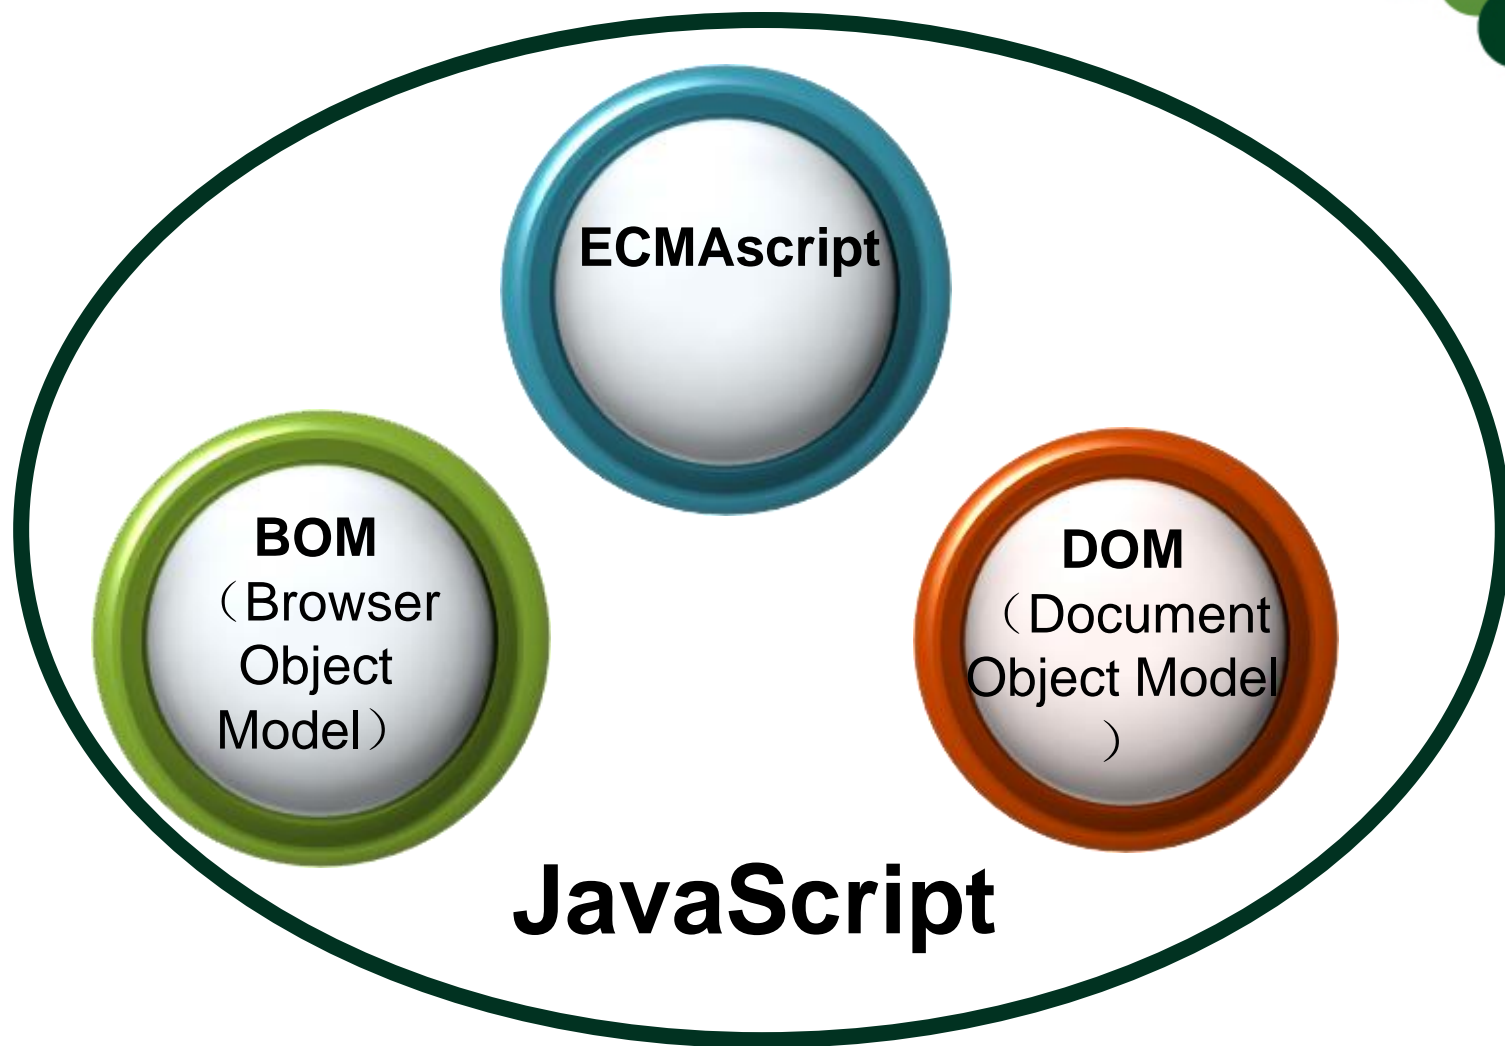 ECMAscript
BOM
（Browser
Object
Model）
DOM
（Document
Object Model
）
JavaScript